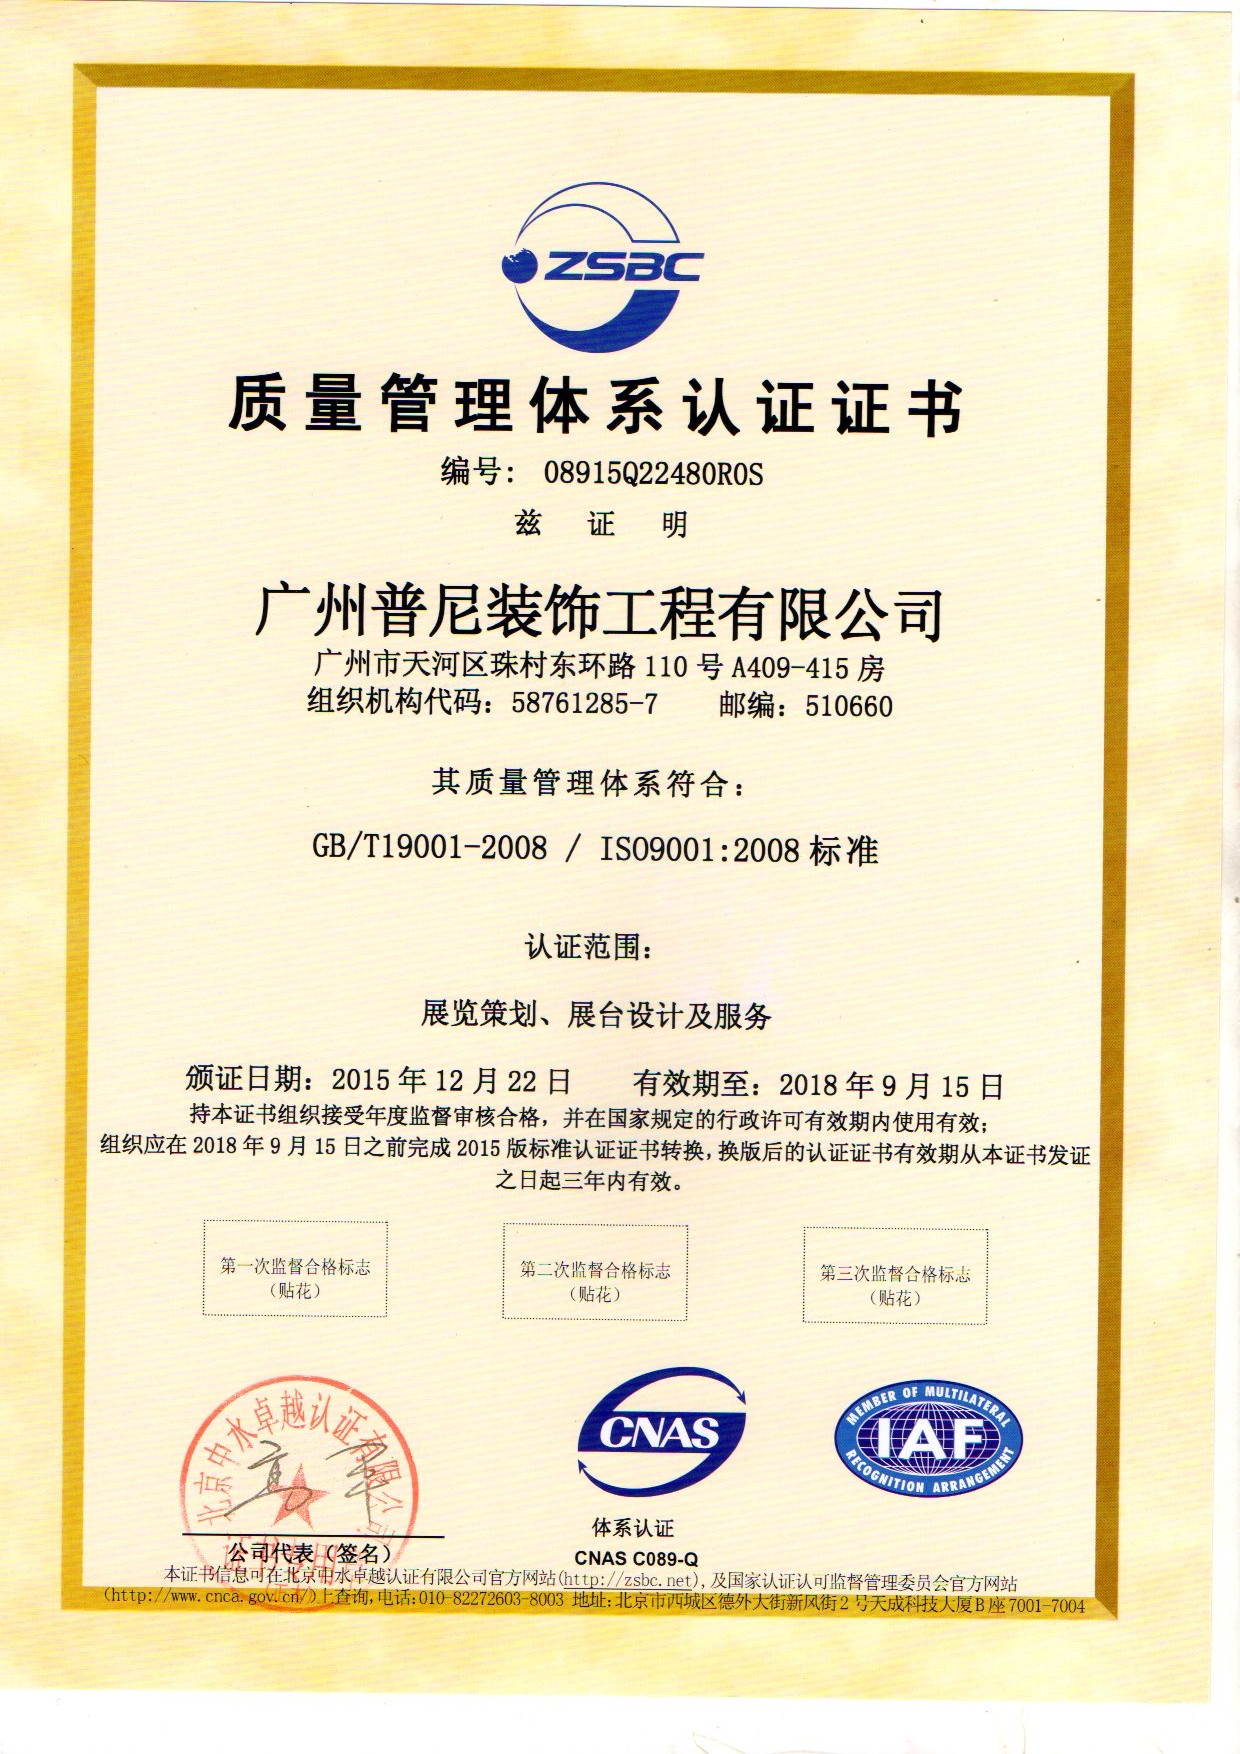 ZSBC
质量管理体系认证证书
编号： 08915Q22480R0S
兹 证 明
广州普尼装饰工程有限公司
广州市天河区珠村东环路 110 号 A409-415 房
组织机构代码：58761285-7 邮编：510660
其质量管理体系符合：
GB/T19001-2008 / ISO9001:2008 标准
认证范围：
展览策划、展台设计及服务
颁证日期：2015 年 12 月 22 日 有效期至：2018 年 9 月 15 日
持本证书组织接受年度监督审核合格，并在国家规定的行政许可有效期内使用有效；
组织应在 2018 年 9 月 15 日之前完成 2015 版标准认证证书转换，换版后的认证证书有效期从本证书发证
之日起三年内有效。
第一次监督合格标志
（贴花）
第二次监督合格标志
（贴花）
第三次监督合格标志
（贴花）
北京中水卓越认证有限公司
证书专用
CNAS
MEMBER OF MULTILATERAL
IAF
RECOGNITION ARRANGEMENT
体系认证
CNAS C089-Q
公司代表（签名）
本证书信息可在北京中水卓越认证有限公司官方网站(http://zsbc.net)，及国家认证认可监督管理委员会官方网站
(http://www.cnca.gov.cn/)上查询，电话：010-82272603-8003 地址：北京市西城区德外大街新风街2 号天成科技大厦B 座 7001-7004